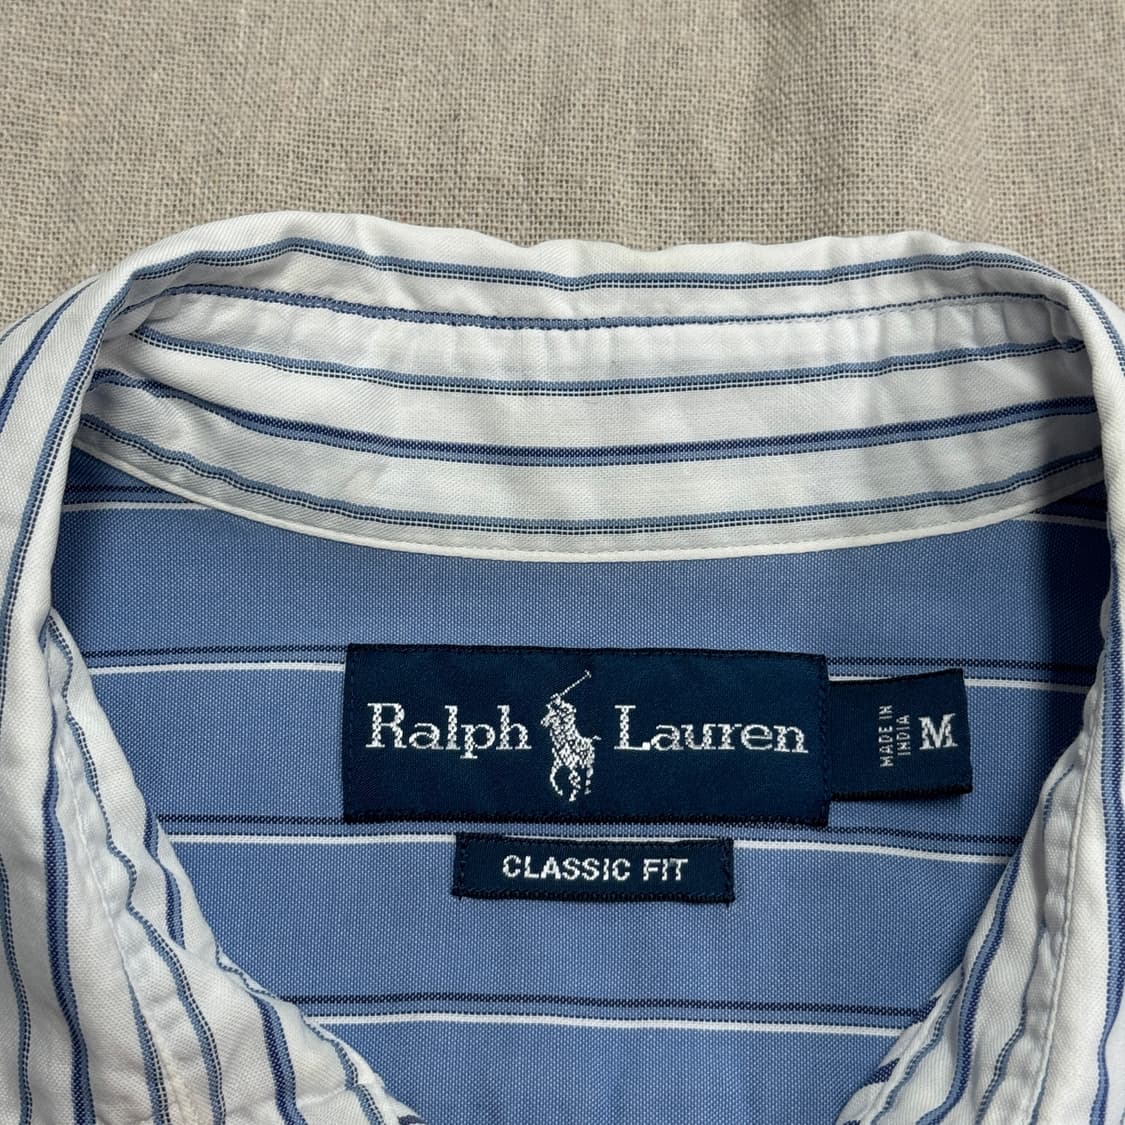 Ralph Lauren
MADE IN
INDIA
M
CLASSIC FIT